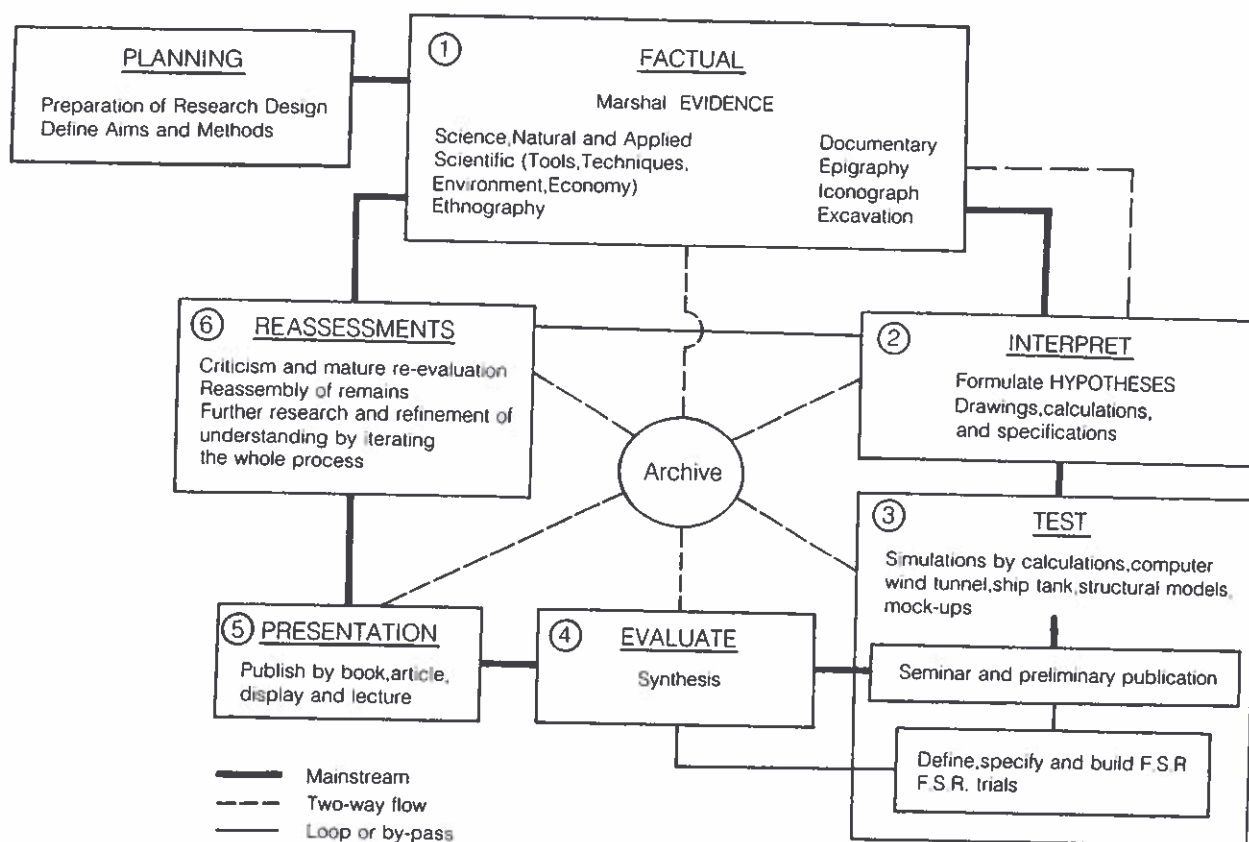 PLANNING
Preparation of Research Design
Define Aims and Methods
1
FACTUAL
Marshal EVIDENCE
Science,Natural and Applied
Scientific (Tools,Techniques,
Environment,Economy)
Ethnography
Documentary
Epigraphy
Iconograph
Excavation
2
INTERPRET
Formulate HYPOTHESES
Drawings,calculations,
and specifications
3
TEST
Simulations by calculations,computer
wind tunnel,ship tank,structural models,
mock-ups
Seminar and preliminary publication
Define,specify and build F.S.R
F.S.R. trials
4
EVALUATE
Synthesis
5
PRESENTATION
Publish by book,article,
display and lecture
6
REASSESSMENTS
Criticism and mature re-evaluation
Reassembly of remains
Further research and refinement of
understanding by iterating
the whole process
Archive
Mainstream
Two-way flow
Loop or by-pass